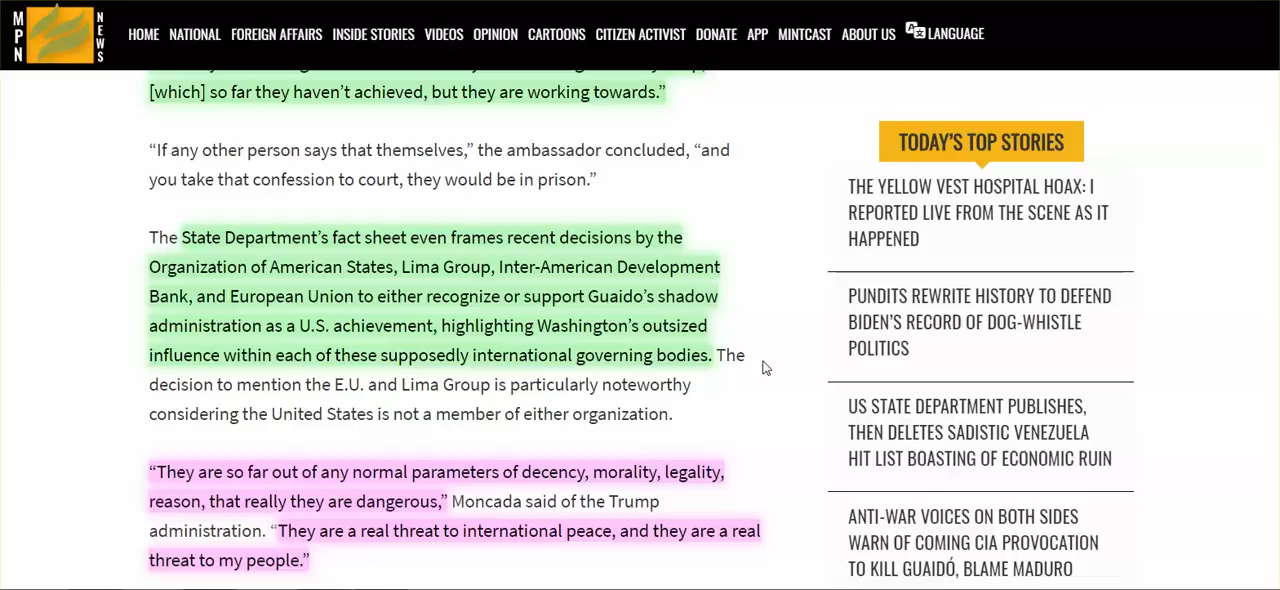 MPN
NEWS
HOME NATIONAL FOREIGN AFFAIRS INSIDE STORIES VIDEOS OPINION CARTOONS CITIZEN ACTIVIST DONATE APP MINTCAST ABOUT US LANGUAGE
[which] so far they haven’t achieved, but they are working towards.”
“If any other person says that themselves,” the ambassador concluded, “and
you take that confession to court, they would be in prison.”
The State Department’s fact sheet even frames recent decisions by the
Organization of American States, Lima Group, Inter-American Development
Bank, and European Union to either recognize or support Guaido’s shadow
administration as a U.S. achievement, highlighting Washington’s outsized
influence within each of these supposedly international governing bodies. The
decision to mention the E.U. and Lima Group is particularly noteworthy
considering the United States is not a member of either organization.
“They are so far out of any normal parameters of decency, morality, legality,
reason, that really they are dangerous,” Moncada said of the Trump
administration. “They are a real threat to international peace, and they are a real
threat to my people.”
TODAY’S TOP STORIES
THE YELLOW VEST HOSPITAL HOAX: I
REPORTED LIVE FROM THE SCENE AS IT
HAPPENED
PUNDITS REWRITE HISTORY TO DEFEND
BIDEN’S RECORD OF DOG-WHISTLE
POLITICS
US STATE DEPARTMENT PUBLISHES,
THEN DELETES SADISTIC VENEZUELA
HIT LIST BOASTING OF ECONOMIC RUIN
ANTI-WAR VOICES ON BOTH SIDES
WARN OF COMING CIA PROVOCATION
TO KILL GUAIDÓ, BLAME MADURO